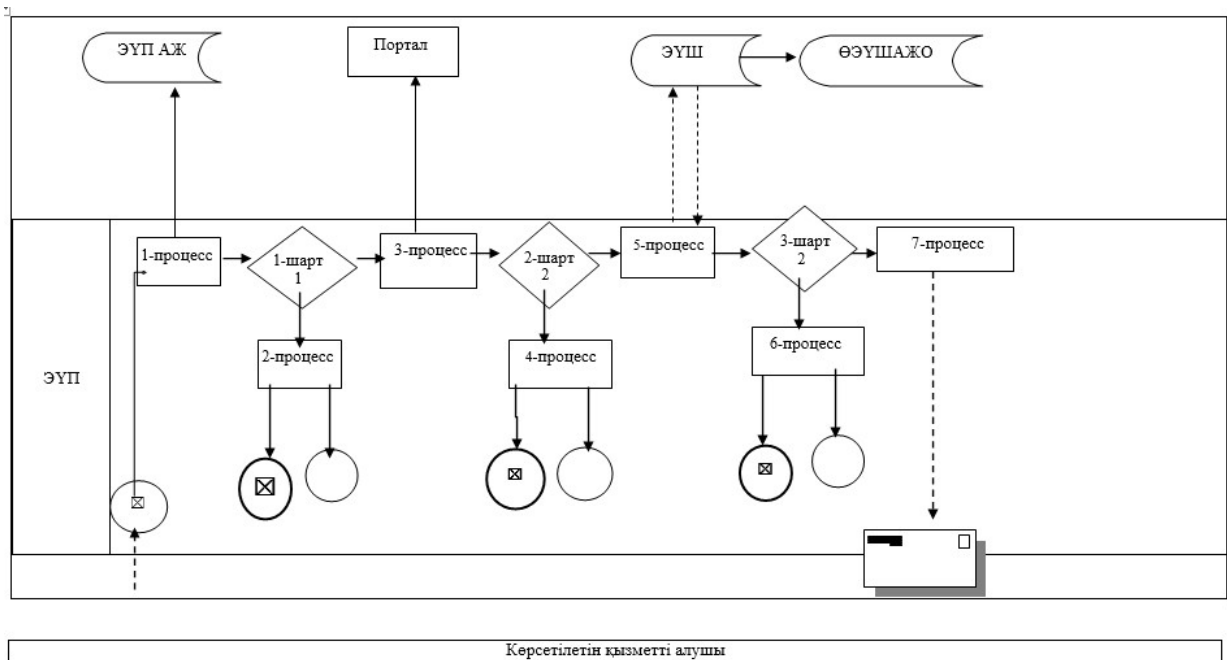 ЭҮП АЖ
Портал
ЭҮШ
ӨЭҮШАЖО
1-процесс
1-шарт
1
3-процесс
2-шарт
2
5-процесс
3-шарт
2
7-процесс
2-процесс
4-процесс
6-процесс
ЭҮП
Көрсетілетін қызметті алушы